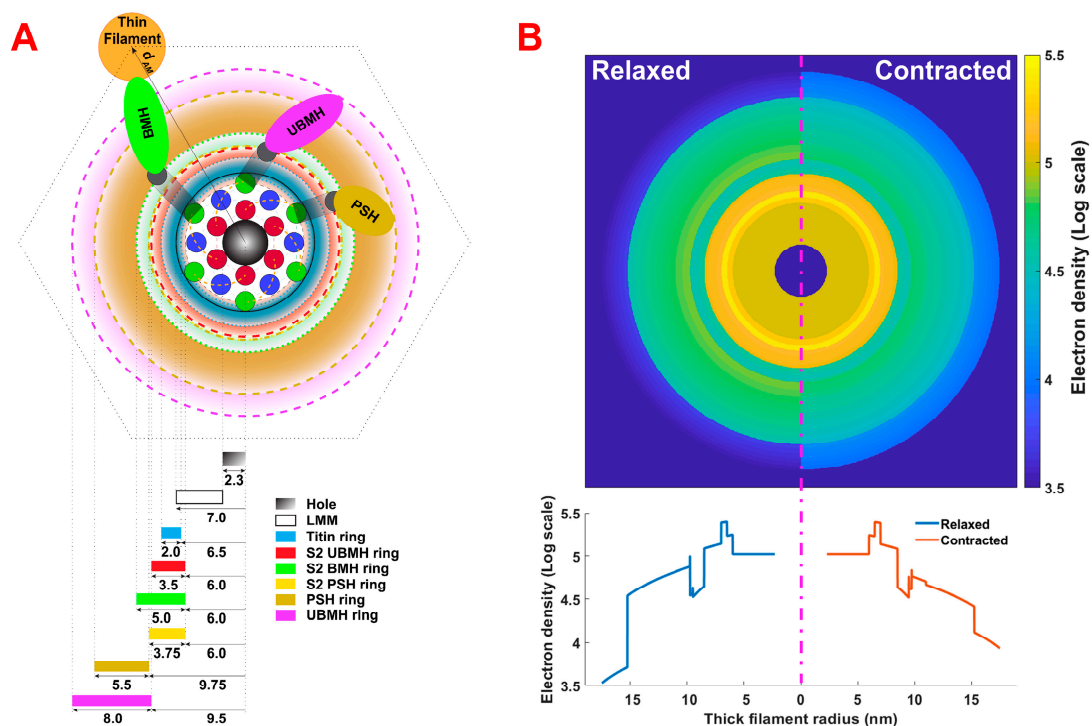 A
Thin
Filament
d_AM
BMH
UBMH
PSH
2.3
7.0
2.0 6.5
3.5 6.0
5.0 6.0
3.75 6.0
5.5 9.75
8.0 9.5
Hole
LMM
Titin ring
S2 UBMH ring
S2 BMH ring
S2 PSH ring
PSH ring
UBMH ring
B
Relaxed Contracted
5.5
5
4.5
4
3.5
Electron density (Log scale)
5.5
5
4.5
4
3.5
Electron density (Log scale)
Relaxed
Contracted
15 10 5 0 5 10 15
Thick filament radius (nm)